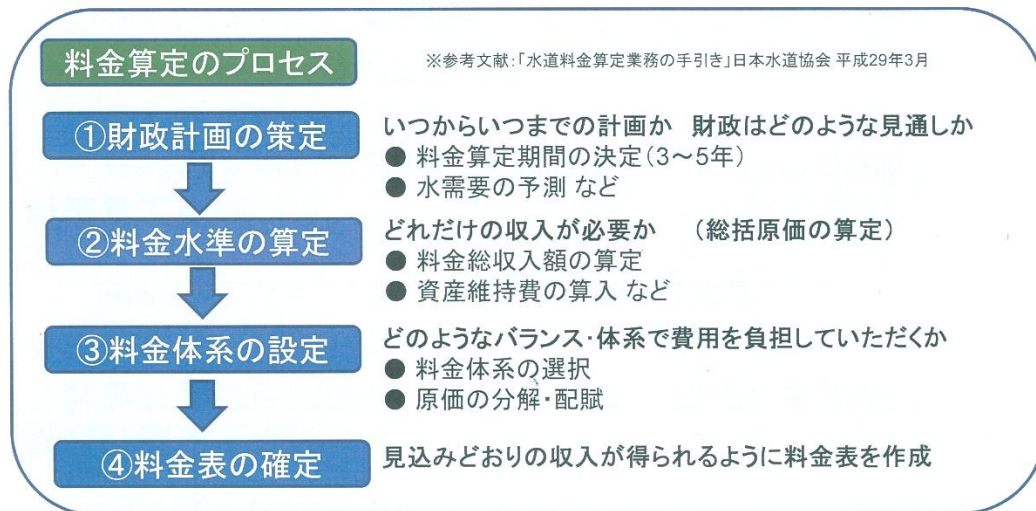 料金算定のプロセス
※参考文献:「水道料金算定業務の手引き」日本水道協会 平成29年3月
①財政計画の策定
いつからいつまでの計画か 財政はどのような見通しか
● 料金算定期間の決定(3～5年)
● 水需要の予測 など
②料金水準の算定
どれだけの収入が必要か (総括原価の算定)
● 料金総収入額の算定
● 資産維持費の算入 など
③料金体系の設定
どのようなバランス・体系で費用を負担していただくか
● 料金体系の選択
● 原価の分解・配賦
④料金表の確定
見込みどおりの収入が得られるように料金表を作成